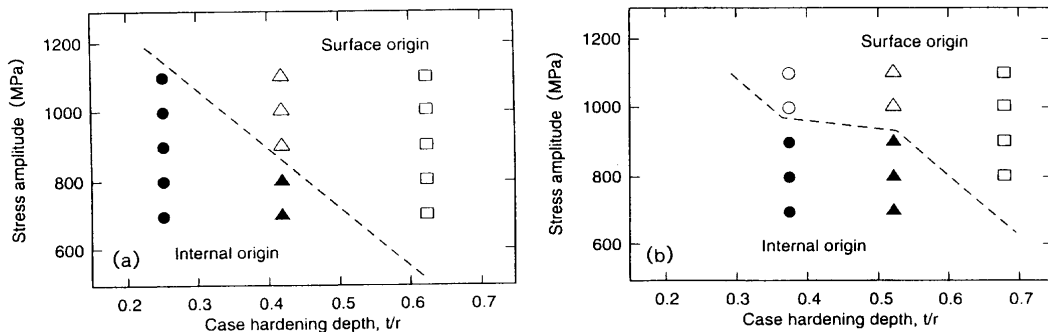 Stress amplitude (MPa)
1200
1000
800
600
Surface origin
Internal origin
(a)
0.2 0.3 0.4 0.5 0.6 0.7
Case hardening depth, t/r
Stress amplitude (MPa)
1200
1000
800
600
Surface origin
Internal origin
(b)
0.2 0.3 0.4 0.5 0.6 0.7
Case hardening depth, t/r